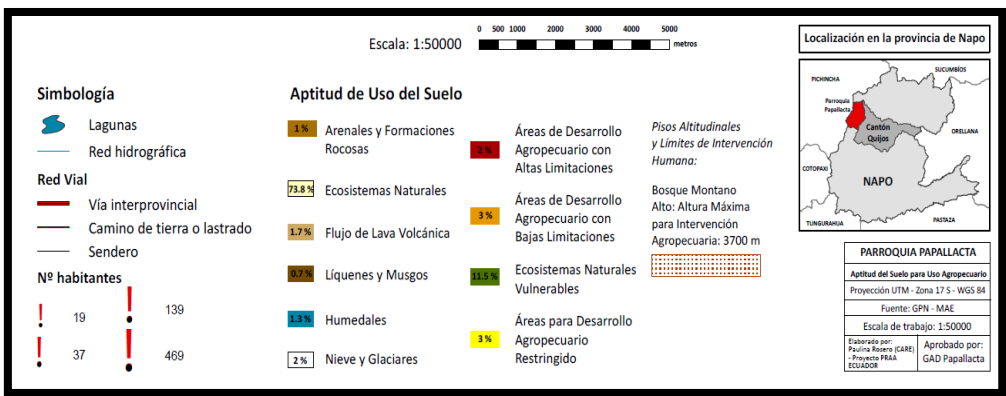 Escala: 1:50000
0 500 1000 2000 3000 4000 5000
metros
Simbología
Lagunas
Red hidrográfica
Red Vial
Vía interprovincial
Camino de tierra o lastrado
Sendero
Nº habitantes
19
139
37
469
Aptitud de Uso del Suelo
1 %
Arenales y Formaciones
Rocosas
73.8 %
Ecosistemas Naturales
1.7 %
Flujo de Lava Volcánica
0.7 %
Líquenes y Musgos
1.3 %
Humedales
2 %
Nieve y Glaciares
2 %
Áreas de Desarrollo
Agropecuario con
Altas Limitaciones
3 %
Áreas de Desarrollo
Agropecuario con
Bajas Limitaciones
11.5 %
Ecosistemas Naturales
Vulnerables
3 %
Áreas para Desarrollo
Agropecuario
Restringido
Pisos Altitudinales
y Límites de Intervención
Humana:
Bosque Montano
Alto: Altura Máxima
para Intervención
Agropecuaria: 3700 m
Localización en la provincia de Napo
SUCUMBÍOS
PICHINCHA
Parroquia
Papallacta
Cantón
Quijos
ORELLANA
COTOPAXI
NAPO
TUNGURAHUA
PASTAZA
PARROQUIA PAPALLACTA
Aptitud del Suelo para Uso Agropecuario
Proyección UTM - Zona 17 S - WGS 84
Fuente: GPN - MAE
Escala de trabajo: 1:50000
Elaborado por:
Paulina Rosero (CARE)
- Proyecto PRAA
ECUADOR
Aprobado por:
GAD Papallacta